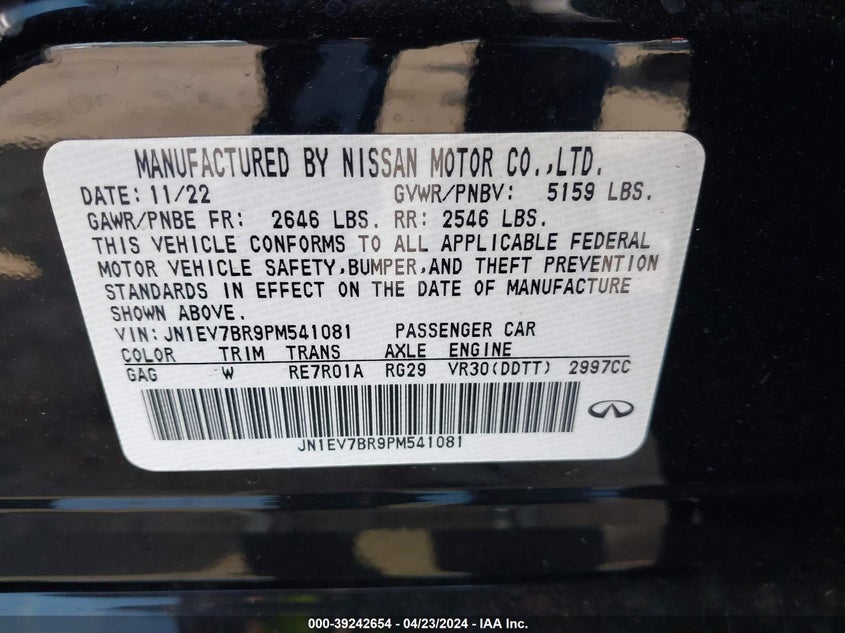 MANUFACTURED BY NISSAN MOTOR CO.,LTD.
DATE: 11/22 GVWR/PNBV: 5159 LBS.
GAWR/PNBE FR: 2646 LBS. RR: 2546 LBS.
THIS VEHICLE CONFORMS TO ALL APPLICABLE FEDERAL
MOTOR VEHICLE SAFETY,BUMPER,AND THEFT PREVENTION
STANDARDS IN EFFECT ON THE DATE OF MANUFACTURE
SHOWN ABOVE.
VIN: JN1EV7BR9PM541081 PASSENGER CAR
COLOR TRIM TRANS AXLE ENGINE
GAG W RE7R01A RG29 VR30(DDTT) 2997CC
JN1EV7BR9PM541081
000-39242654 / 04/23/2024 - IAA Inc.